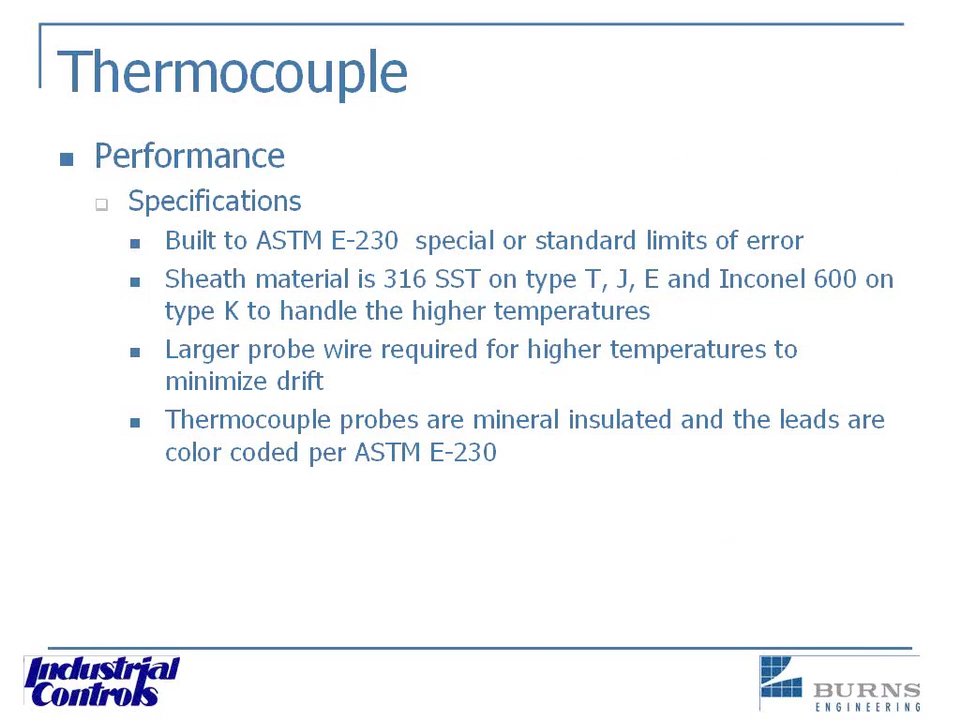 Thermocouple
Performance
Specifications
Built to ASTM E-230 special or standard limits of error
Sheath material is 316 SST on type T, J, E and Inconel 600 on
type K to handle the higher temperatures
Larger probe wire required for higher temperatures to
minimize drift
Thermocouple probes are mineral insulated and the leads are
color coded per ASTM E-230
Industrial
Controls
BURNS
ENGINEERING